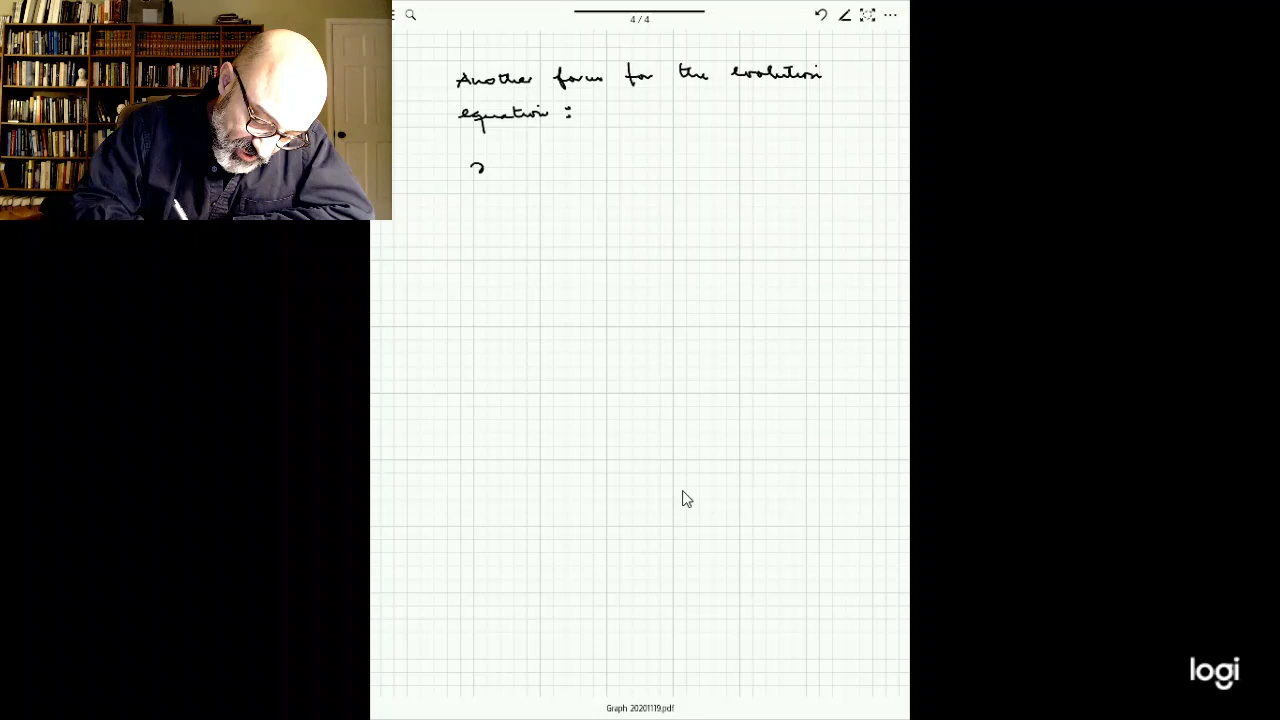 4 / 4
Another form for the evolution
equation :
Graph 20201119.pdf
logi